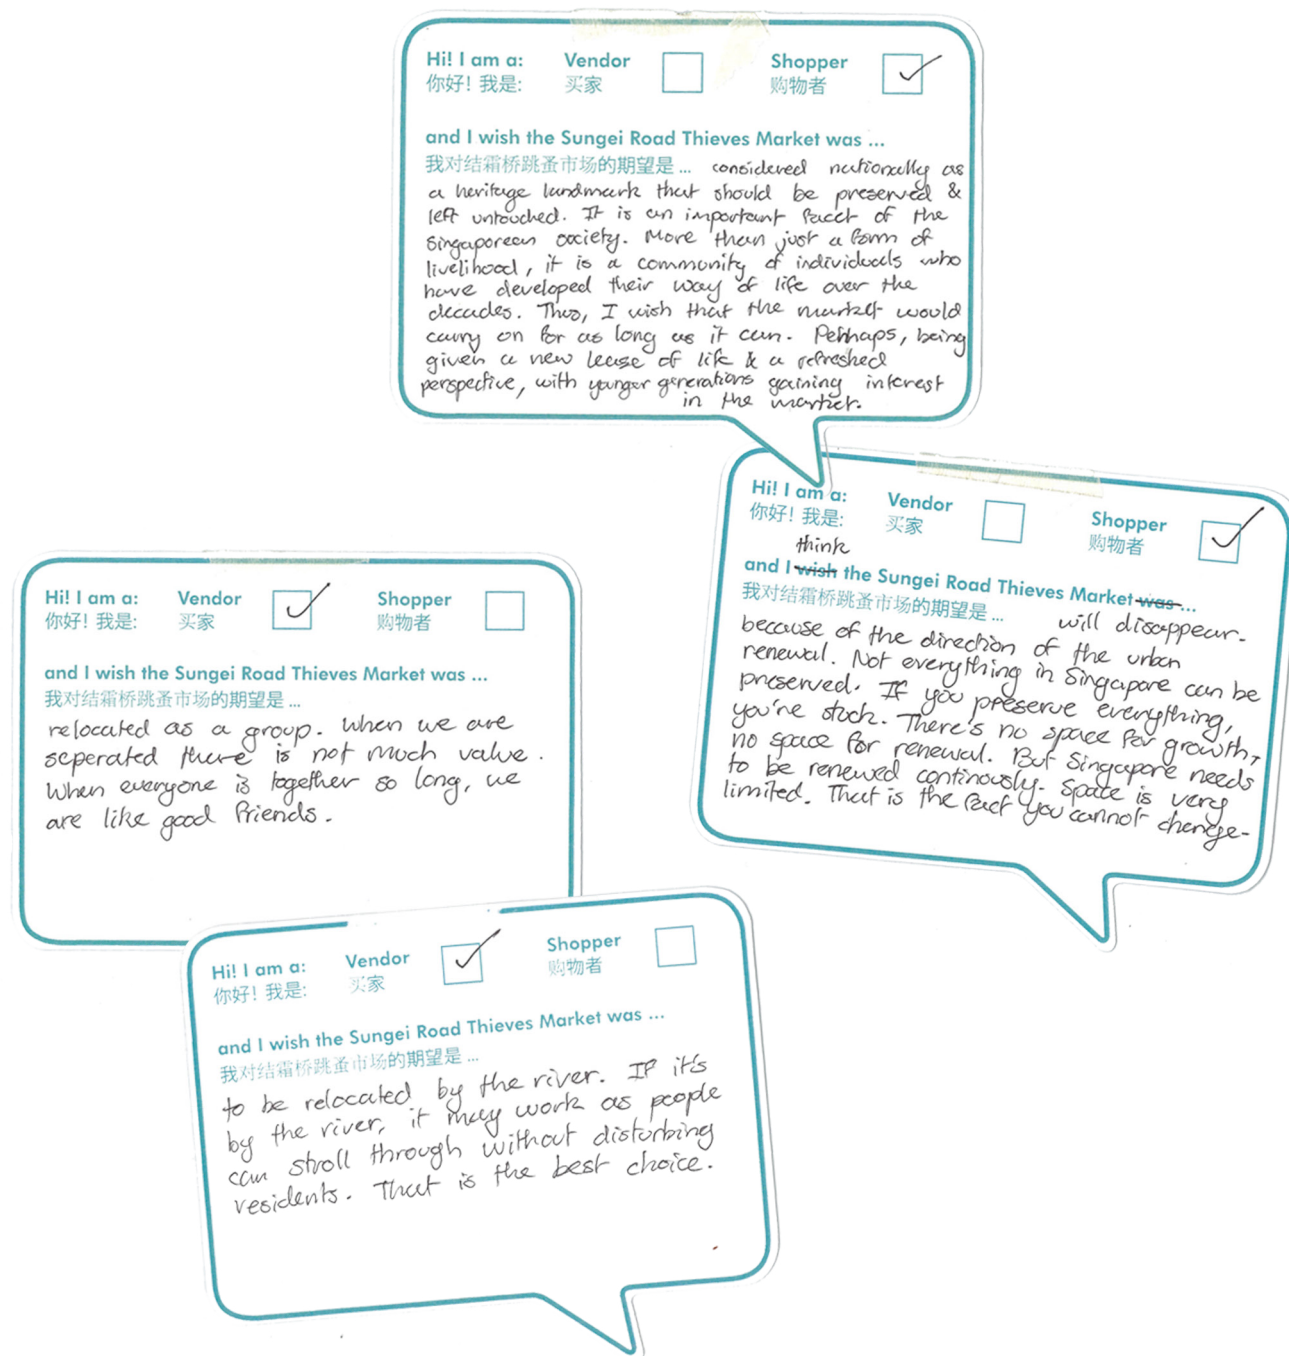 Hi! I am a: Vendor Shopper
你好！我是: 买家 购物者
and I wish the Sungei Road Thieves Market was ...
我对结霜桥跳蚤市场的期望是 ... considered nationally as
a heritage landmark that should be preserved &
left untouched. It is an important facet of the
Singaporean society. More than just a form of
livelihood, it is a community of individuals who
have developed their way of life over the
decades. Thus, I wish that the market would
carry on for as long as it can. Perhaps, being
given a new lease of life & a refreshed
perspective, with younger generations gaining interest
in the market.
Hi! I am a: Vendor Shopper
你好！我是: 买家 购物者
think
and I wish the Sungei Road Thieves Market was ...
我对结霜桥跳蚤市场的期望是 ... will disappear.
because of the direction of the urban
renewal. Not everything in Singapore can be
preserved. If you preserve everything,
you're stuck. There's no space for growth,
no space for renewal. But Singapore needs
to be renewed continously. Space is very
limited. That is the fact you cannot change.
Hi! I am a: Vendor Shopper
你好！我是: 买家 购物者
and I wish the Sungei Road Thieves Market was ...
我对结霜桥跳蚤市场的期望是 ...
relocated as a group. When we are
seperated there is not much value.
When everyone is together so long, we
are like good friends.
Hi! I am a: Vendor Shopper
你好！我是: 买家 购物者
and I wish the Sungei Road Thieves Market was ...
我对结霜桥跳蚤市场的期望是 ...
to be relocated by the river. If it's
by the river, it may work as people
can stroll through without disturbing
residents. That is the best choice.